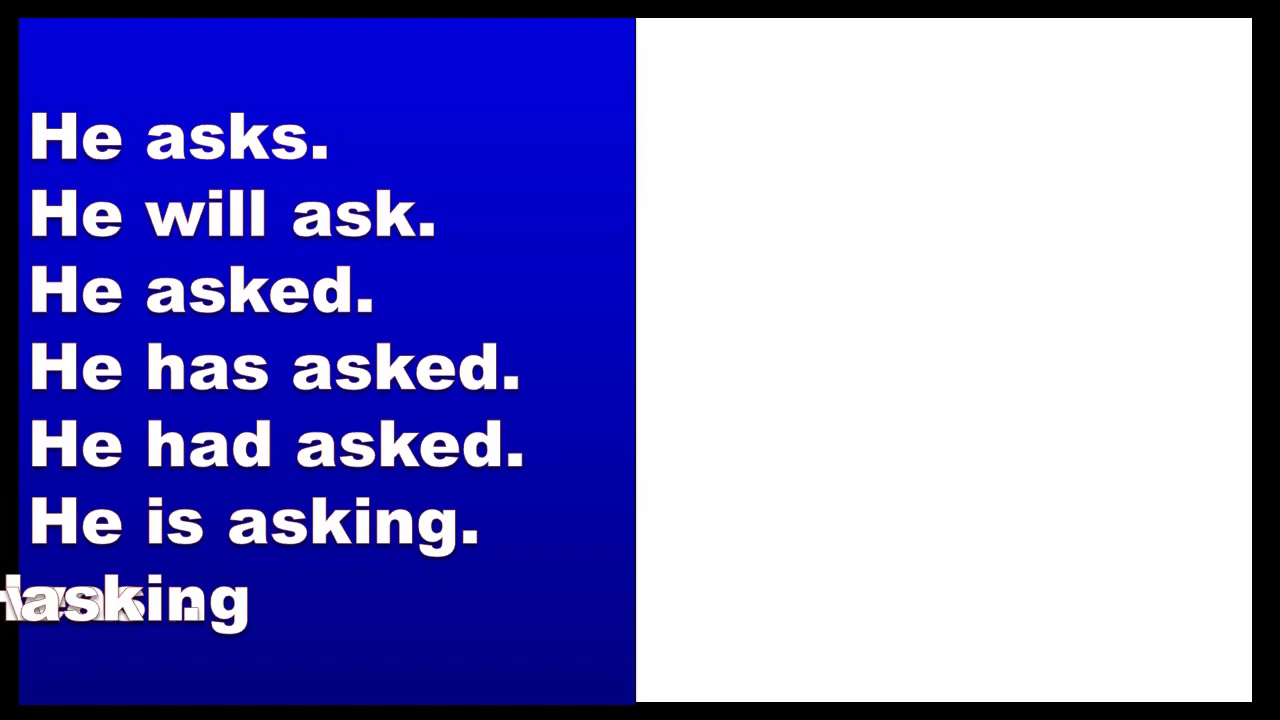 He asks.
He will ask.
He asked.
He has asked.
He had asked.
He is asking.
asking